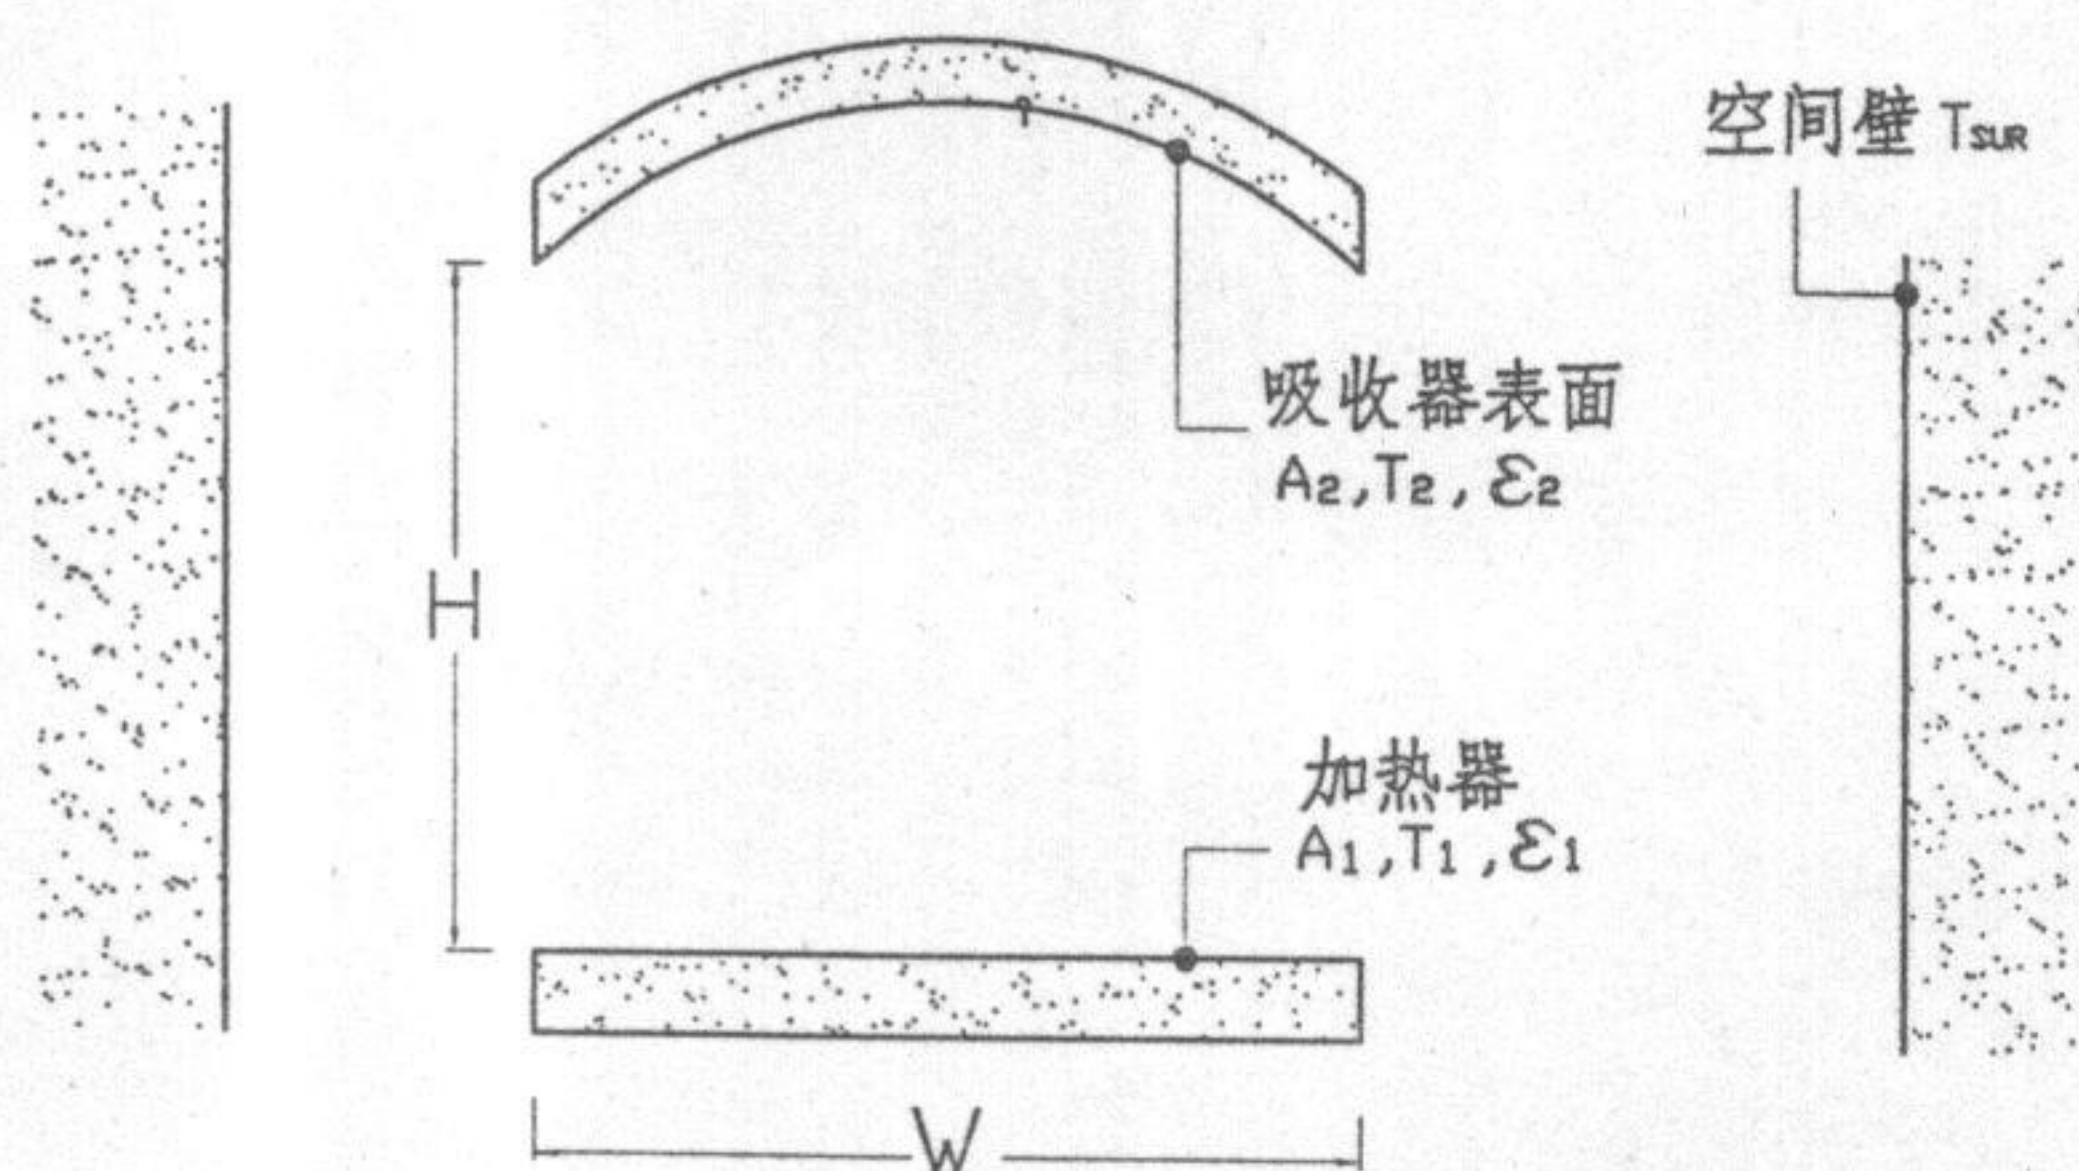 空间壁 TSUR
吸收器表面
A2,T2,ε2
H
加热器
A1,T1,ε1
W